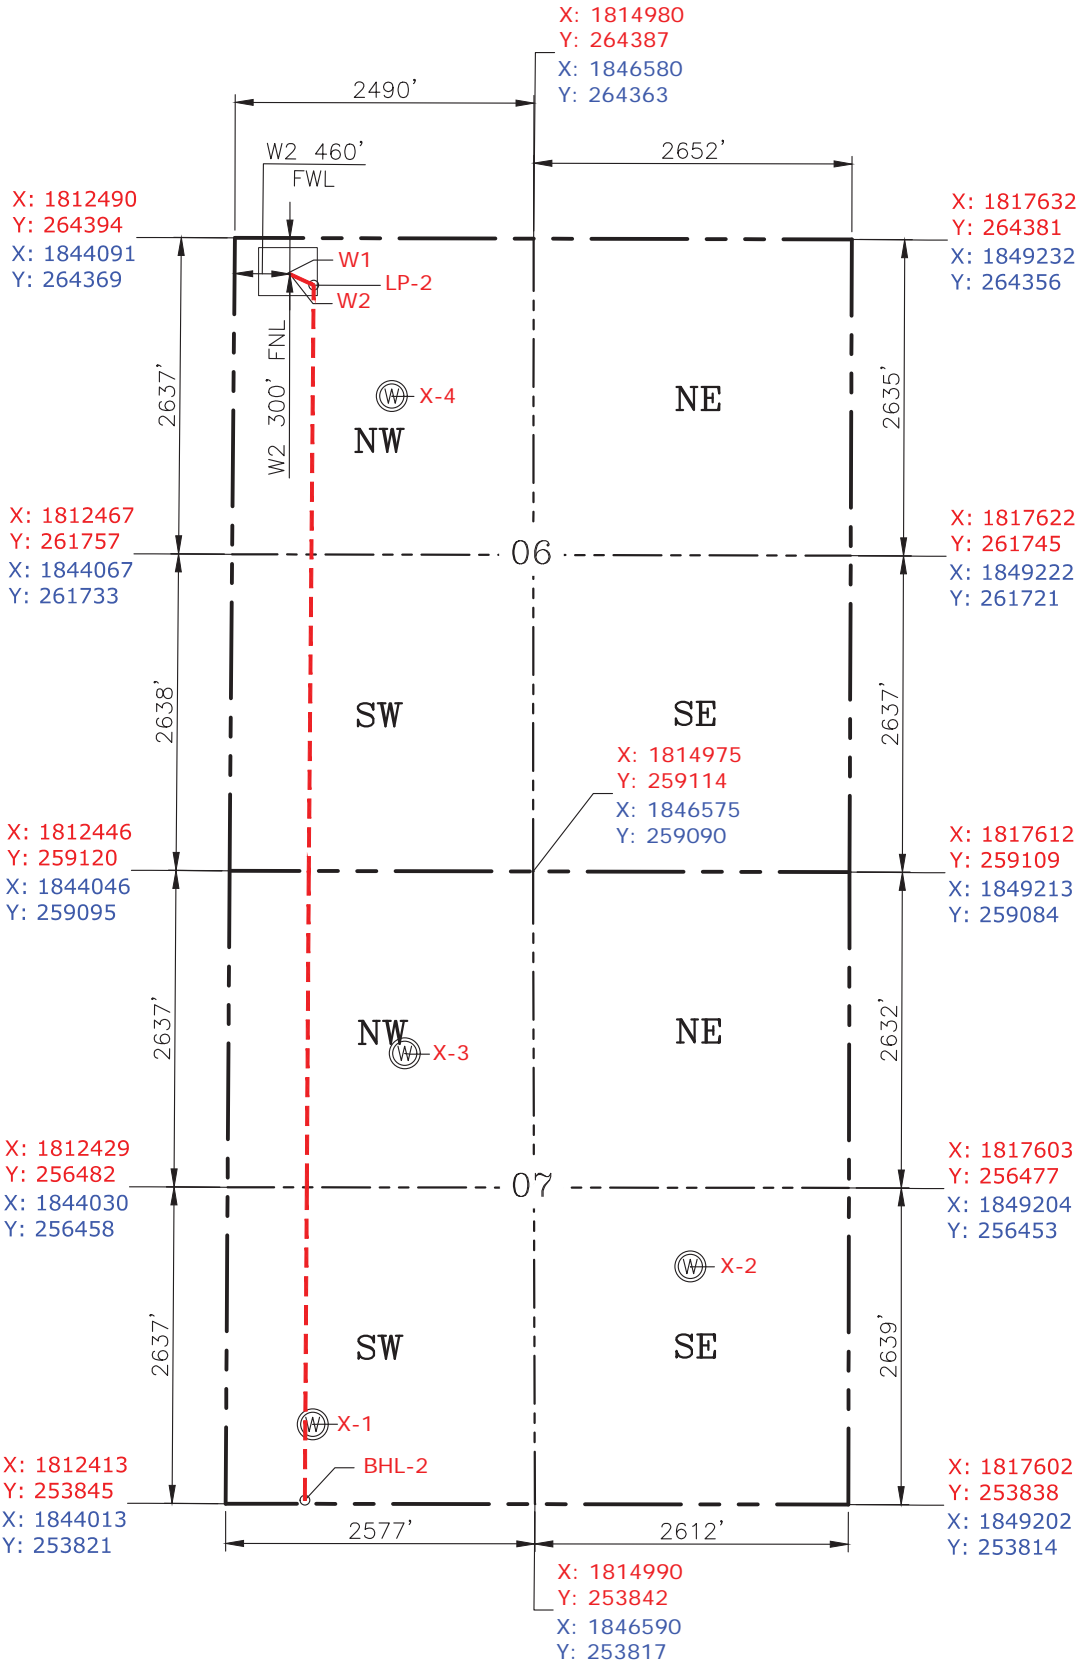 X: 1814980
Y: 264387
X: 1846580
Y: 264363
2490'
2652'
W2 460'
FWL
X: 1812490
Y: 264394
X: 1844091
Y: 264369
X: 1817632
Y: 264381
X: 1849232
Y: 264356
W1
LP-2
W2
W2 300' FNL
2637'
2635'
W X-4
NW
NE
X: 1812467
Y: 261757
X: 1844067
Y: 261733
06
X: 1817622
Y: 261745
X: 1849222
Y: 261721
2638'
2637'
SW
SE
X: 1814975
Y: 259114
X: 1846575
Y: 259090
X: 1812446
Y: 259120
X: 1844046
Y: 259095
X: 1817612
Y: 259109
X: 1849213
Y: 259084
2637'
2632'
NW
NE
W X-3
X: 1812429
Y: 256482
X: 1844030
Y: 256458
07
X: 1817603
Y: 256477
X: 1849204
Y: 256453
W X-2
2637'
2639'
SW
SE
W X-1
BHL-2
X: 1812413
Y: 253845
X: 1844013
Y: 253821
X: 1817602
Y: 253838
X: 1849202
Y: 253814
2577'
2612'
X: 1814990
Y: 253842
X: 1846590
Y: 253817